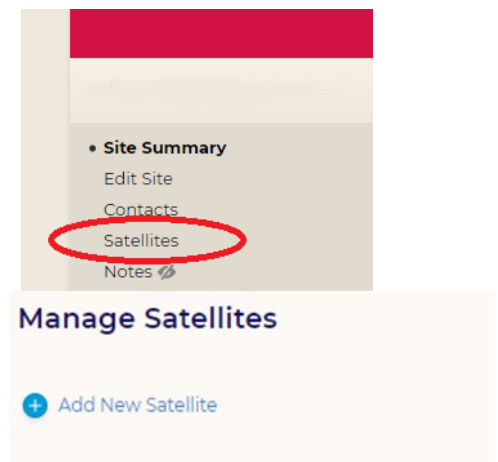 Site Summary
Edit Site
Contacts
Satellites
Notes
Manage Satellites
Add New Satellite